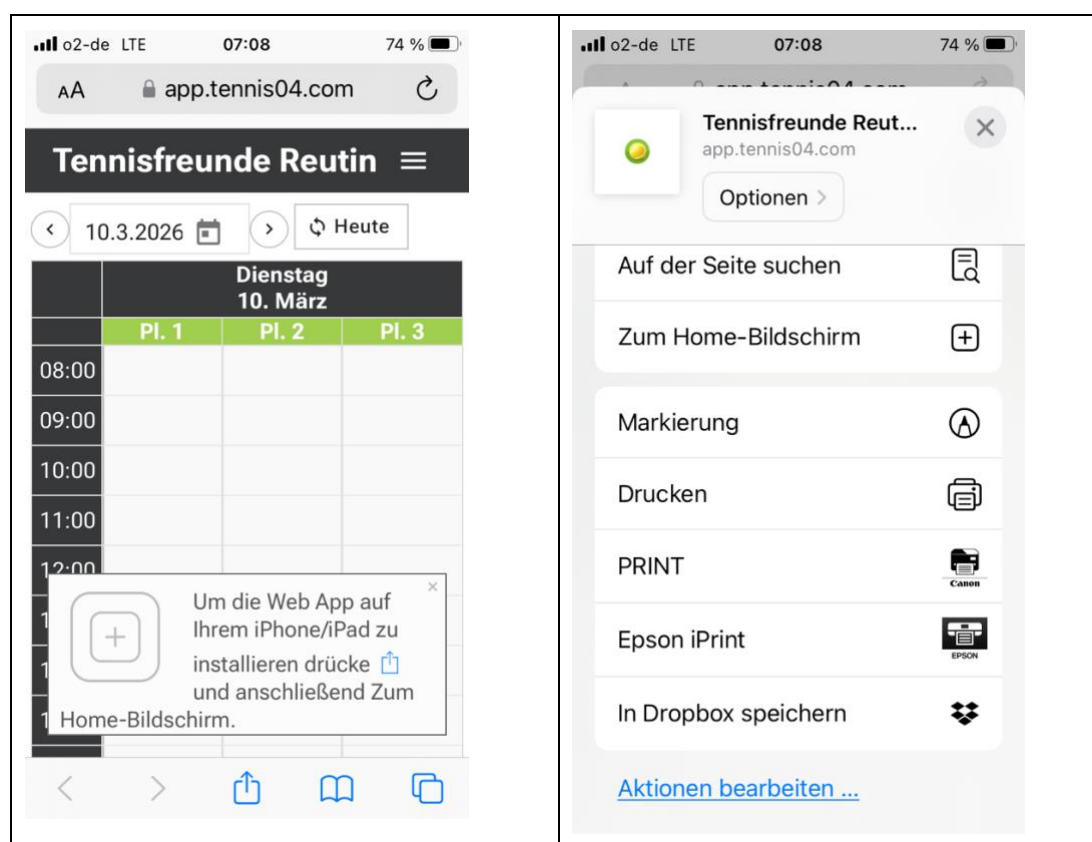 o2-de LTE 07:08 74 %
AA app.tennis04.com
Tennisfreunde Reutin
10.3.2026 Heute
Dienstag
10. März
Pl. 1 Pl. 2 Pl. 3
08:00
09:00
10:00
11:00
12:00
Um die Web App auf
Ihrem iPhone/iPad zu
installieren drücke
und anschließend Zum
Home-Bildschirm.
o2-de LTE 07:08 74 %
Tennisfreunde Reut...
app.tennis04.com
Optionen
Auf der Seite suchen
Zum Home-Bildschirm
Markierung
Drucken
PRINT
Canon
Epson iPrint
EPSON
In Dropbox speichern
Aktionen bearbeiten ...